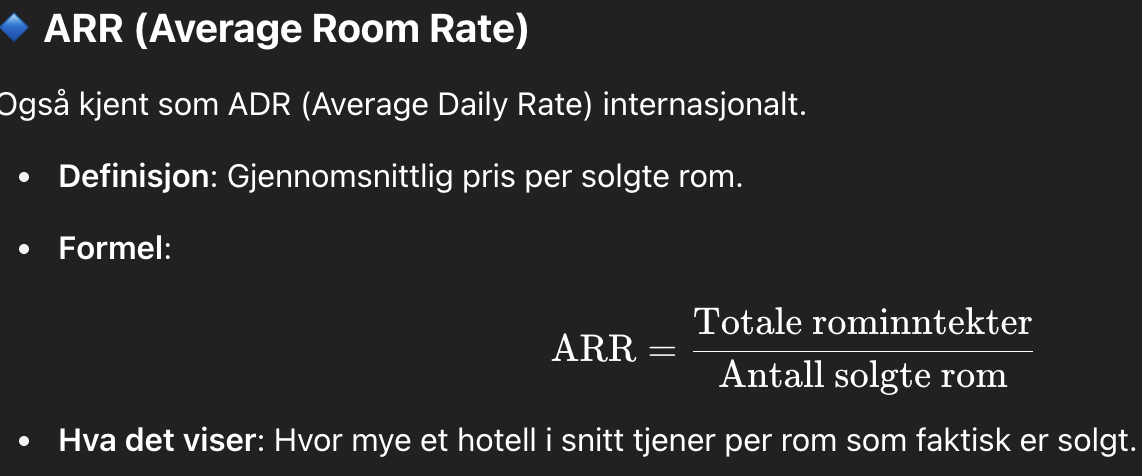 ARR (Average Room Rate)
Også kjent som ADR (Average Daily Rate) internasjonalt.
• Definisjon: Gjennomsnittlig pris per solgte rom.
• Formel:
ARR = Totale rominntekter / Antall solgte rom
• Hva det viser: Hvor mye et hotell i snitt tjener per rom som faktisk er solgt.